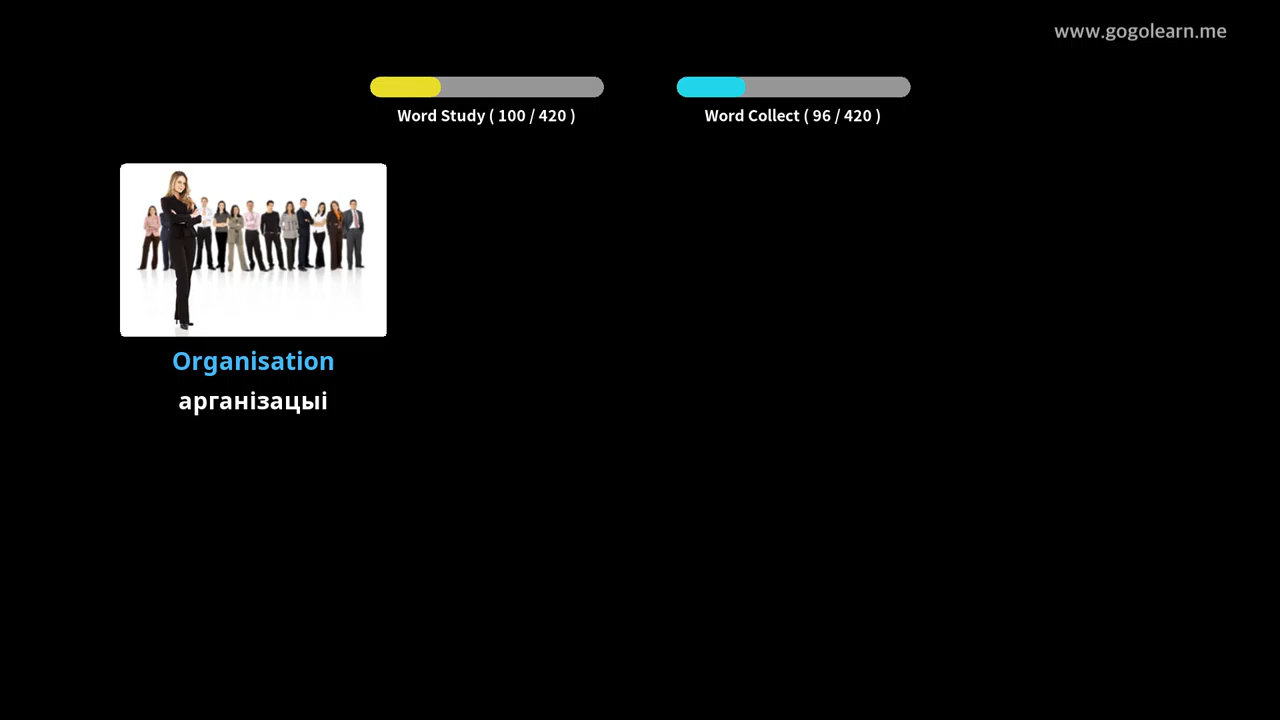 www.gogolearn.me
Word Study ( 100 / 420 )
Word Collect ( 96 / 420 )
Organisation
арганізацыі